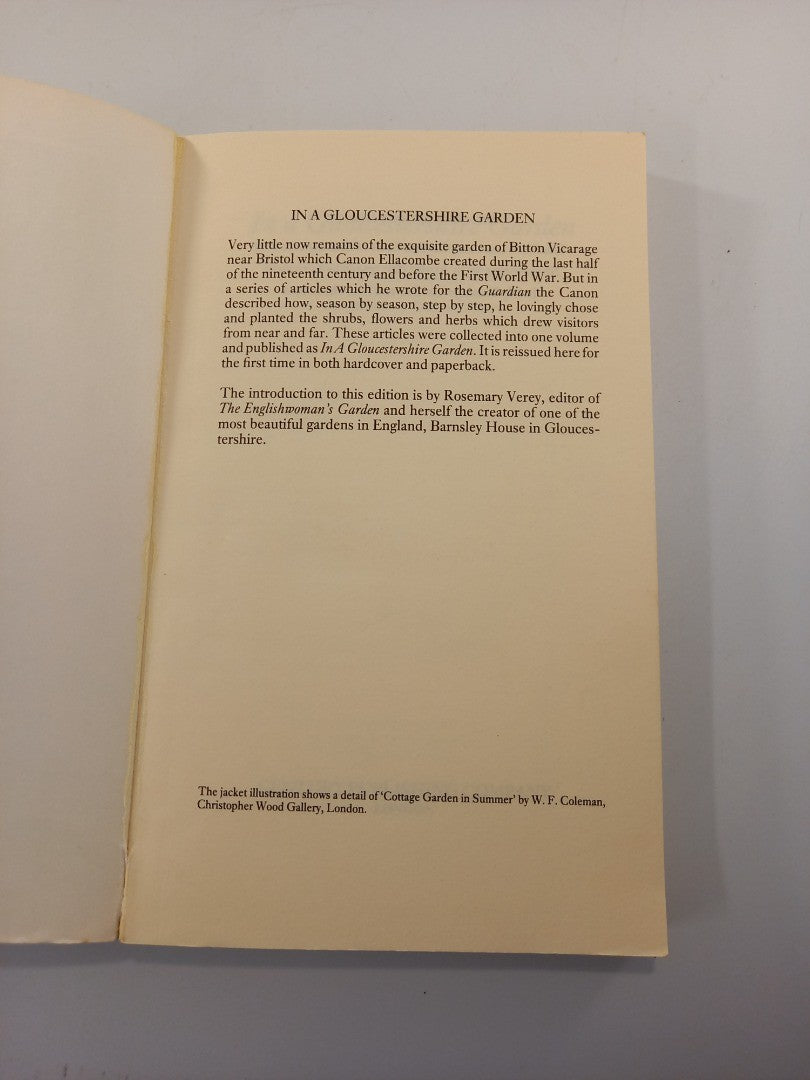 IN A GLOUCESTERSHIRE GARDEN
Very little now remains of the exquisite garden of Bitton Vicarage
near Bristol which Canon Ellacombe created during the last half
of the nineteenth century and before the First World War. But in
a series of articles which he wrote for the Guardian the Canon
described how, season by season, step by step, he lovingly chose
and planted the shrubs, flowers and herbs which drew visitors
from near and far. These articles were collected into one volume
and published as In A Gloucestershire Garden. It is reissued here for
the first time in both hardcover and paperback.
The introduction to this edition is by Rosemary Verey, editor of
The Englishwoman's Garden and herself the creator of one of the
most beautiful gardens in England, Barnsley House in Glouces-
tershire.
The jacket illustration shows a detail of 'Cottage Garden in Summer' by W. F. Coleman,
Christopher Wood Gallery, London.